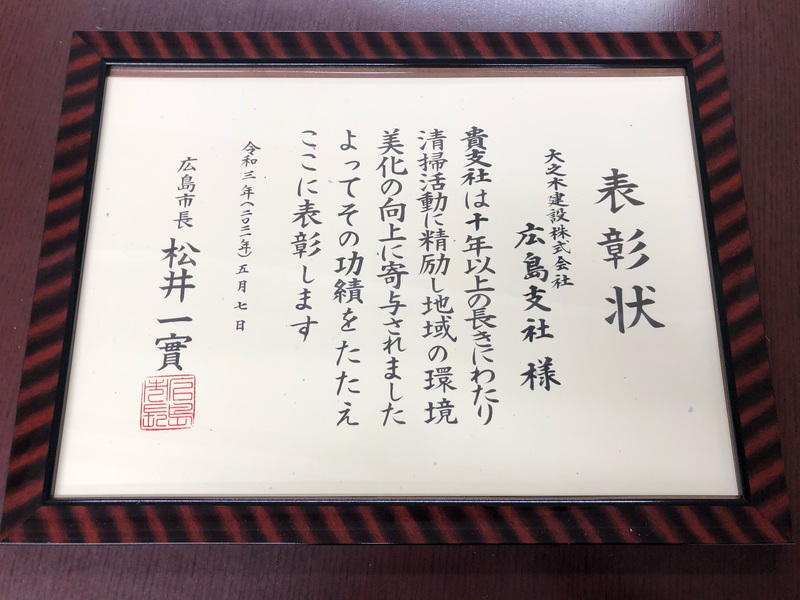 表彰状
大之木建設株式会社
広島支社 様
貴支社は十年以上の長きにわたり
清掃活動に精励し地域の環境
美化の向上に寄与されました
よってその功績をたたえ
ここに表彰します
令和三年(二〇二一年)五月七日
広島市長 松井一實
広島市長